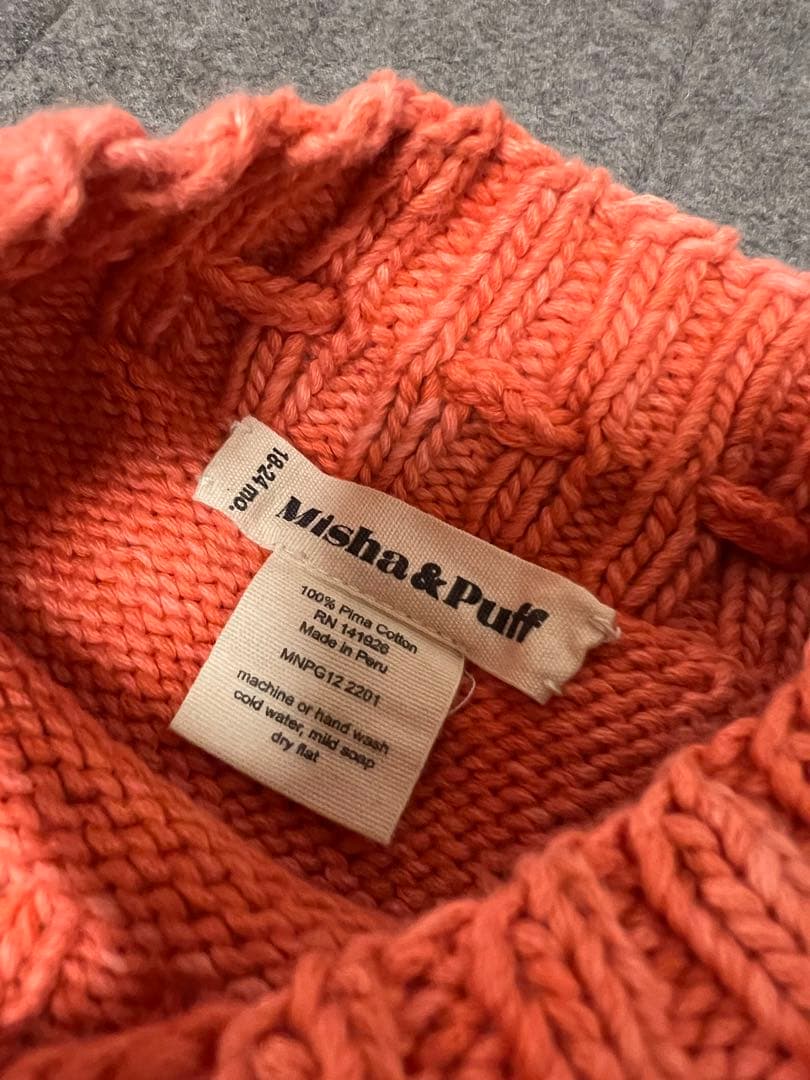 18-24 mo.
Misha&Puff
100% Pima Cotton
RN 141926
Made in Peru
MNPG12 2201
machine or hand wash
cold water, mild soap
dry flat